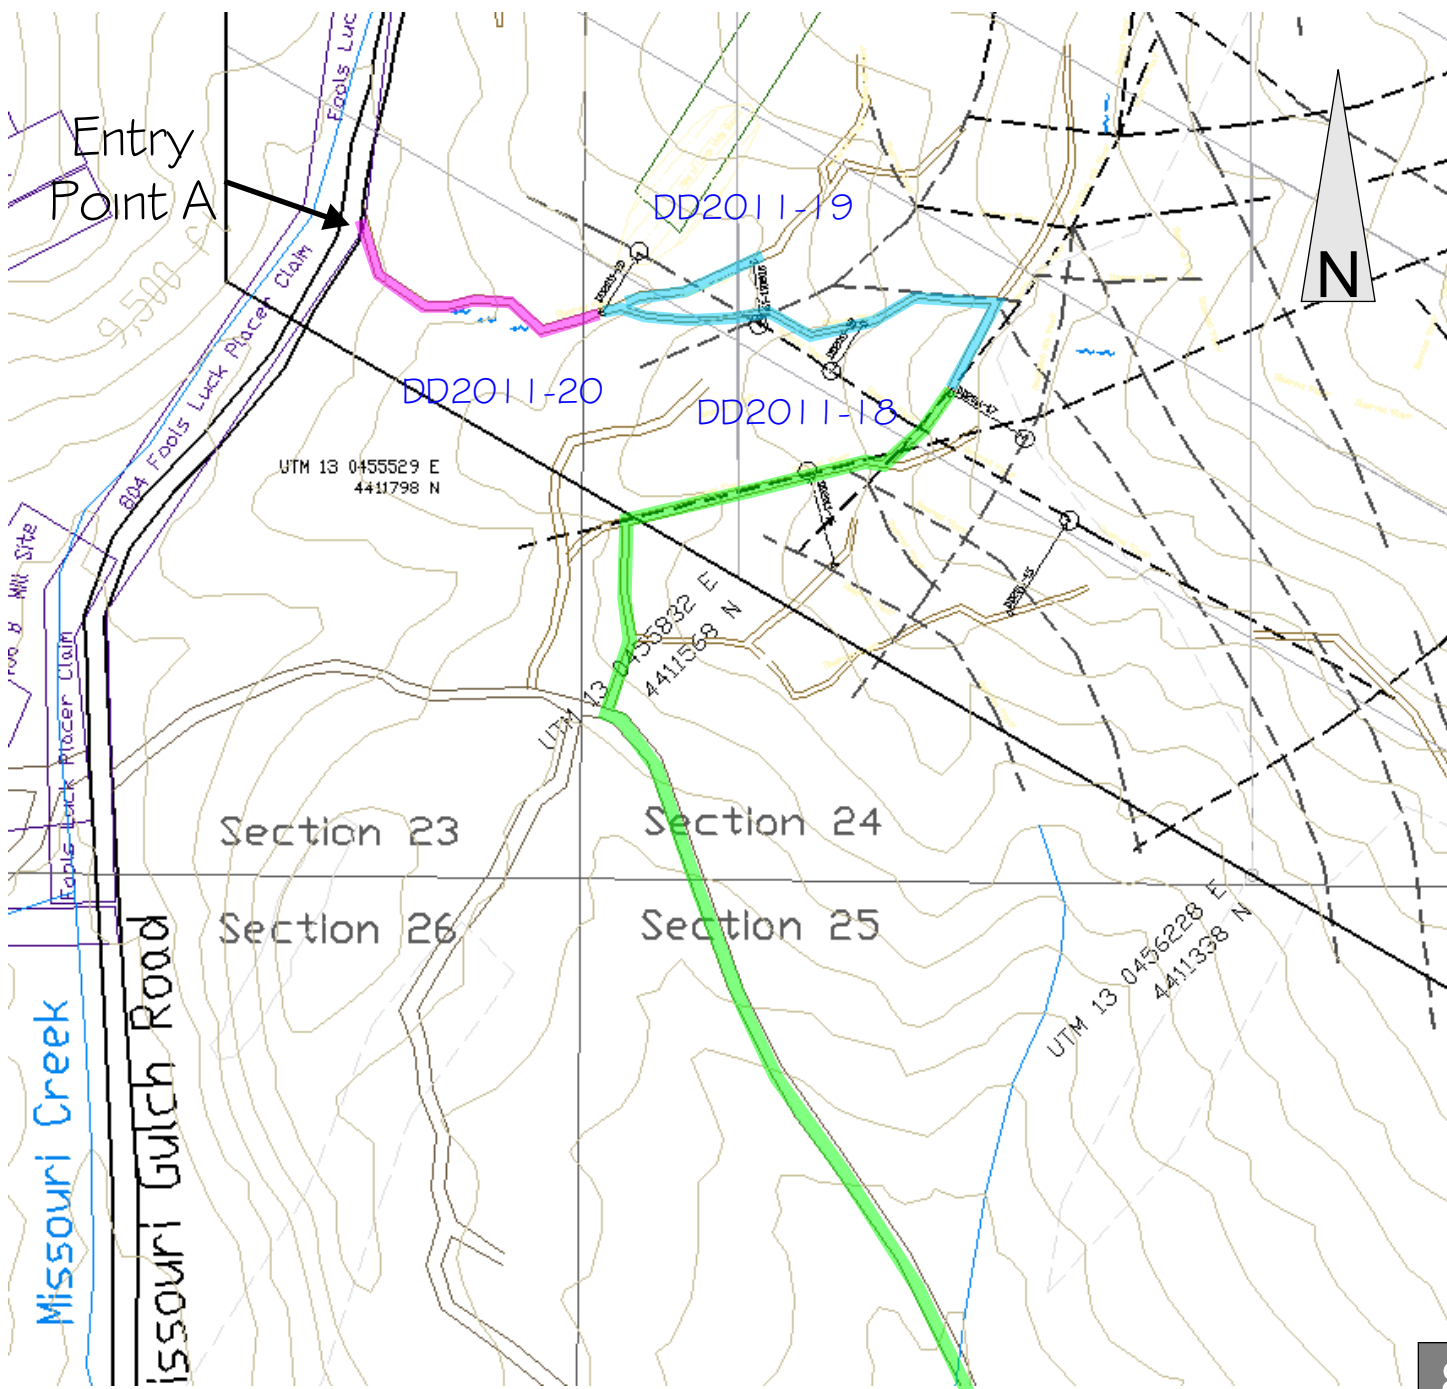 Fools Luc
Entry
Point A
DD2011-19
N
9,500-f
804 Fools Luck Placer Claim
DD2011-20
DD2011-18
UTM 13 0455529 E
4411798 N
Mill Site
UTM 13 0455832 E
4411568 N
Fools Luck Placer Claim
Section 23
Section 24
Section 26
Section 25
UTM 13 0456228 E
4411338 N
Missouri Creek
issouri Gulch Road